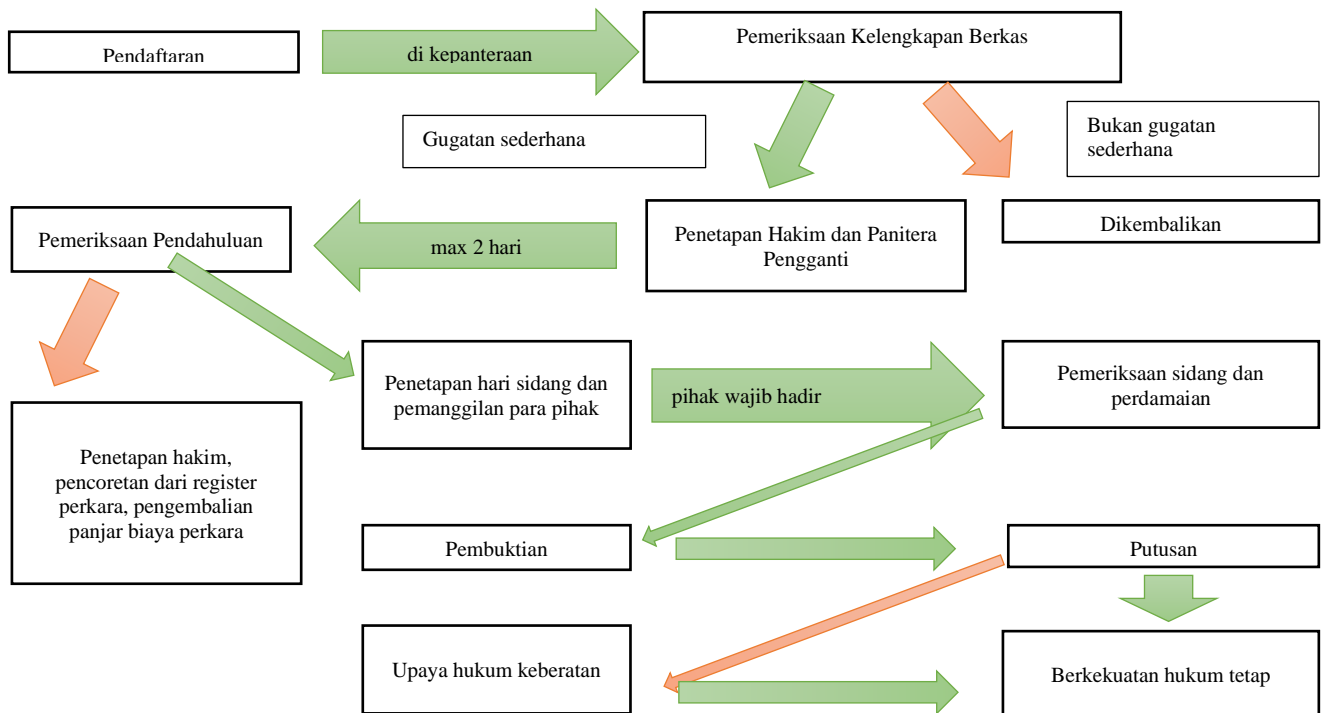 Pendaftaran
di kepanteraan
Pemeriksaan Kelengkapan Berkas
Gugatan sederhana
Bukan gugatan
sederhana
Pemeriksaan Pendahuluan
max 2 hari
Penetapan Hakim dan Panitera
Pengganti
Dikembalikan
Penetapan hari sidang dan
pemanggilan para pihak
pihak wajib hadir
Pemeriksaan sidang dan
perdamaian
Penetapan hakim,
pencoretan dari register
perkara, pengembalian
panjar biaya perkara
Pembuktian
Putusan
Upaya hukum keberatan
Berkekuatan hukum tetap